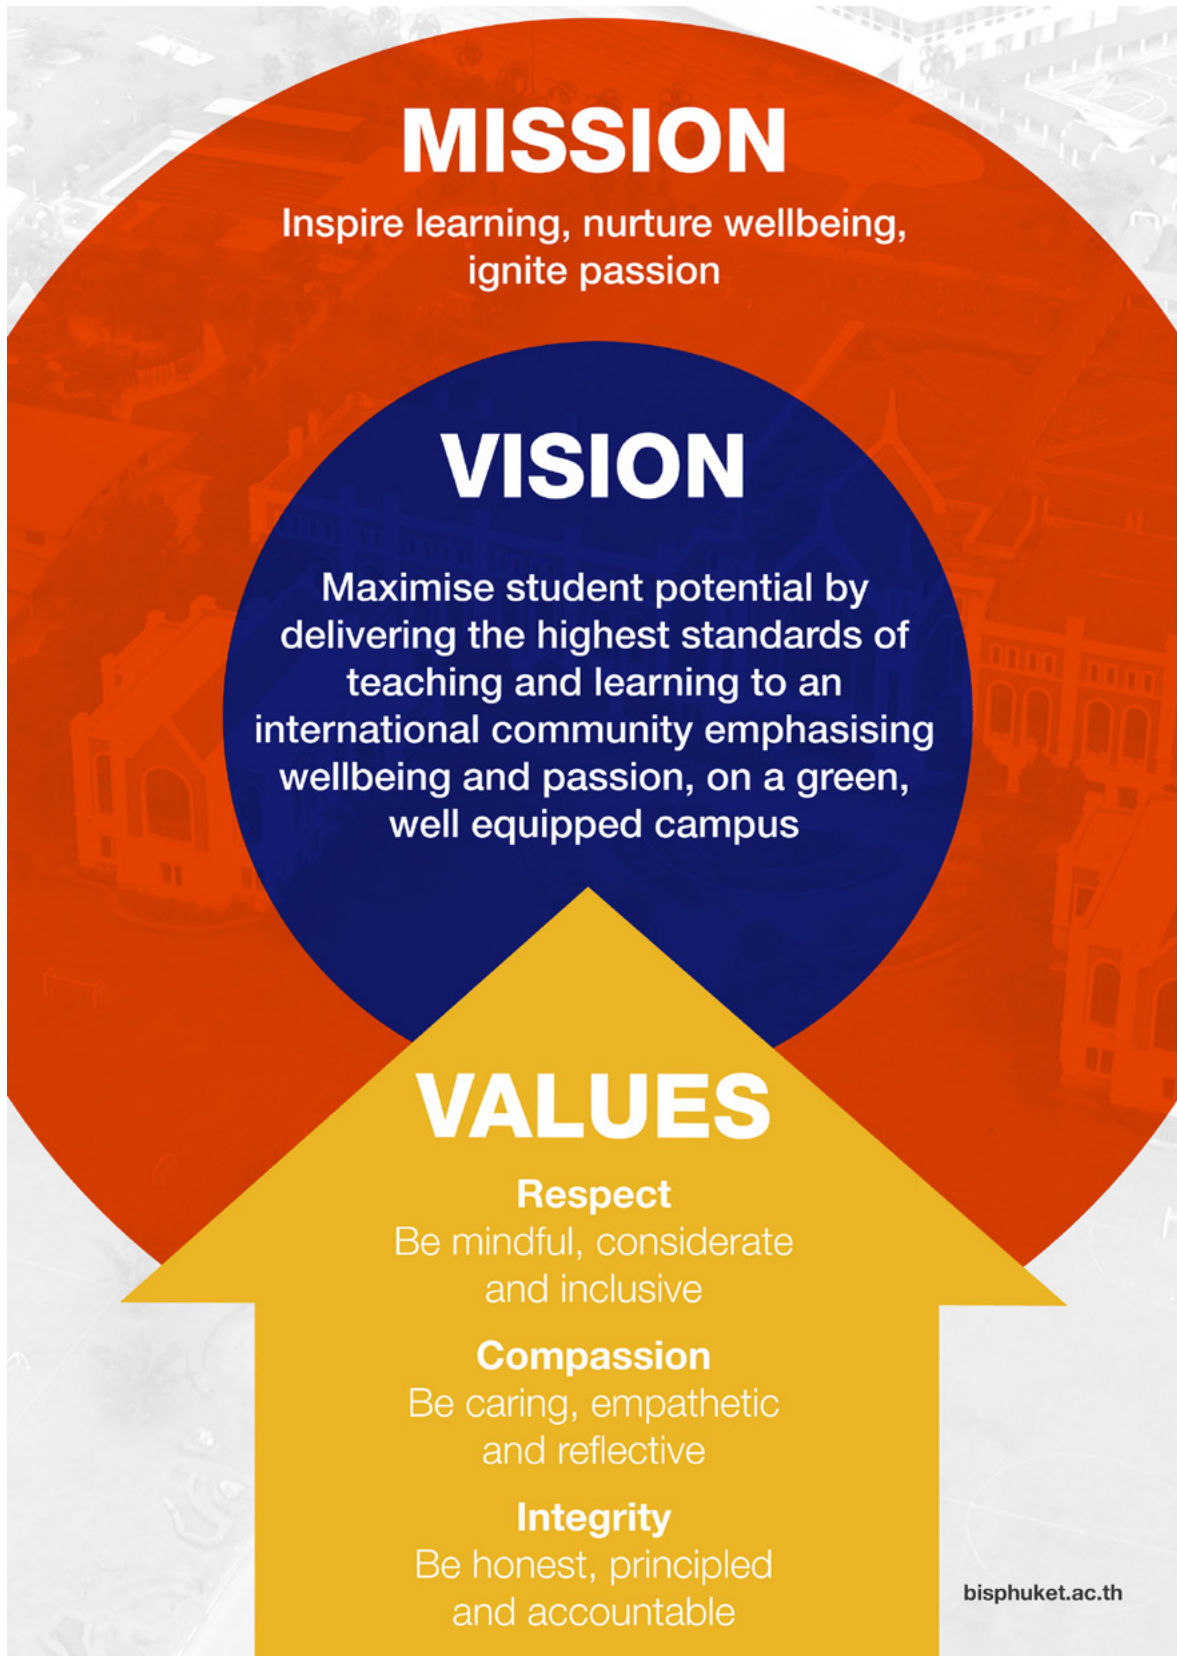 MISSION
Inspire learning, nurture wellbeing,
ignite passion
VISION
Maximise student potential by
delivering the highest standards of
teaching and learning to an
international community emphasising
wellbeing and passion, on a green,
well equipped campus
VALUES
Respect
Be mindful, considerate
and inclusive
Compassion
Be caring, empathetic
and reflective
Integrity
Be honest, principled
and accountable
bisphuket.ac.th